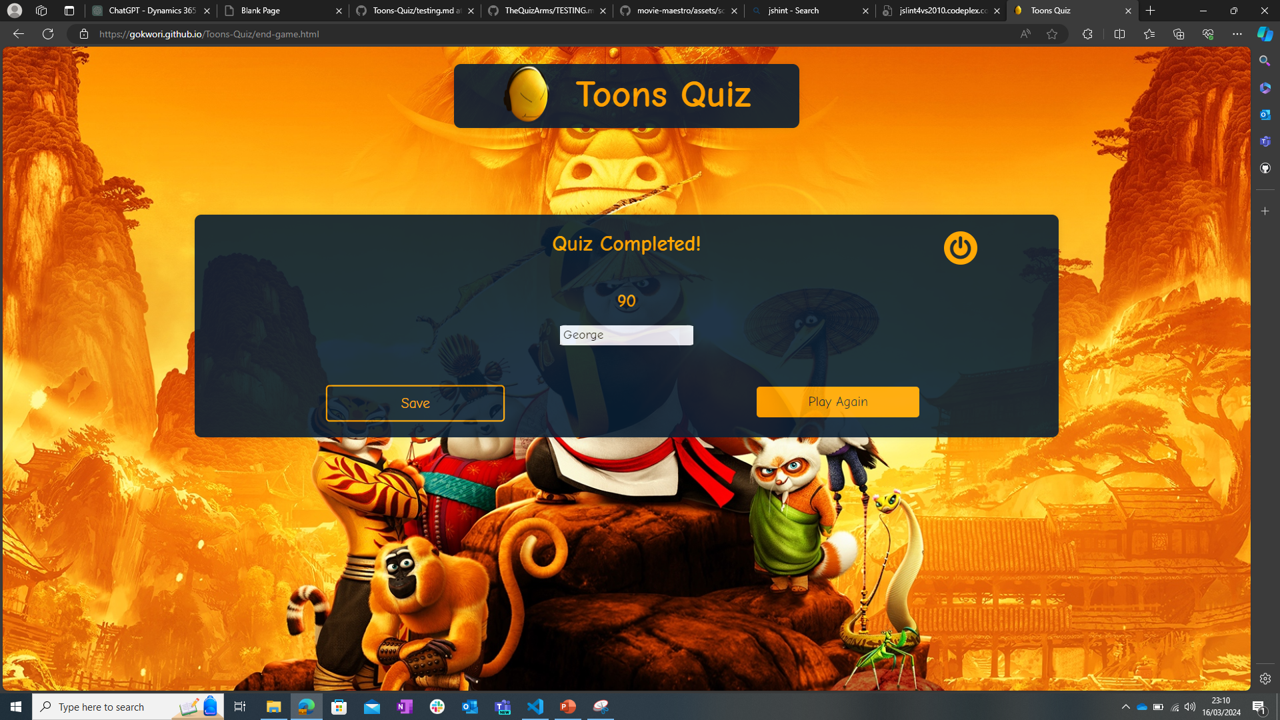 ChatGPT - Dynamics 365
Blank Page
Toons-Quiz/testing.md at
TheQuizArms/TESTING.m
movie-maestro/assets/sc
jshint - Search
jslint4vs2010.codeplex.co
Toons Quiz
https://gokwori.github.io/Toons-Quiz/end-game.html
Toons Quiz
Quiz Completed!
90
George
Save
Play Again
Type here to search
23:10
16/03/2024